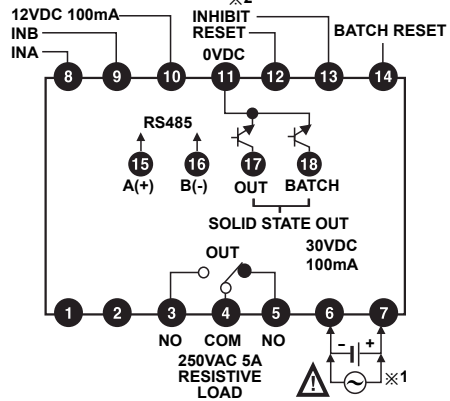 ※2
12VDC 100mA
INHIBIT
INB
RESET
BATCH RESET
INA
0VDC
8 9 10 11 12 13 14
RS485
15 16 17 18
A(+) B(-) OUT BATCH
SOLID STATE OUT
30VDC
100mA
OUT
1 2 3 4 5 6 7
NO COM NO
- +
250VAC 5A
RESISTIVE
LOAD
※1